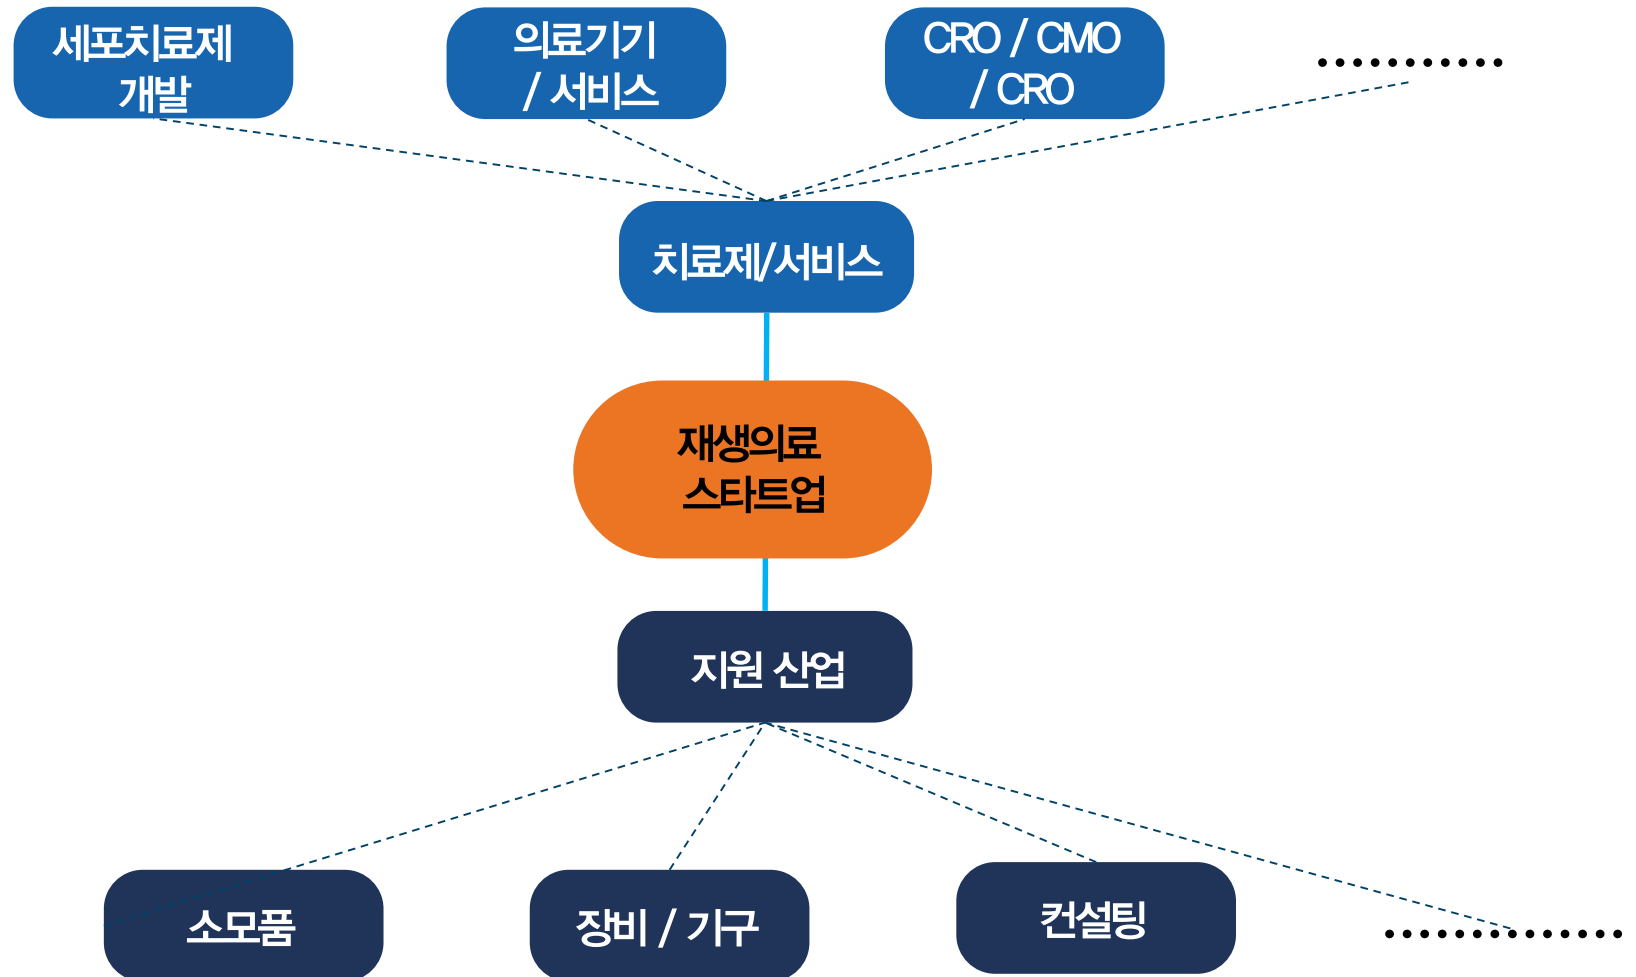 세포치료제
개발
의료기기
/ 서비스
CRO / CMO
/ CRO
...........
치료제/서비스
재생의료
스타트업
지원 산업
소모품
장비 / 기구
컨설팅
..............